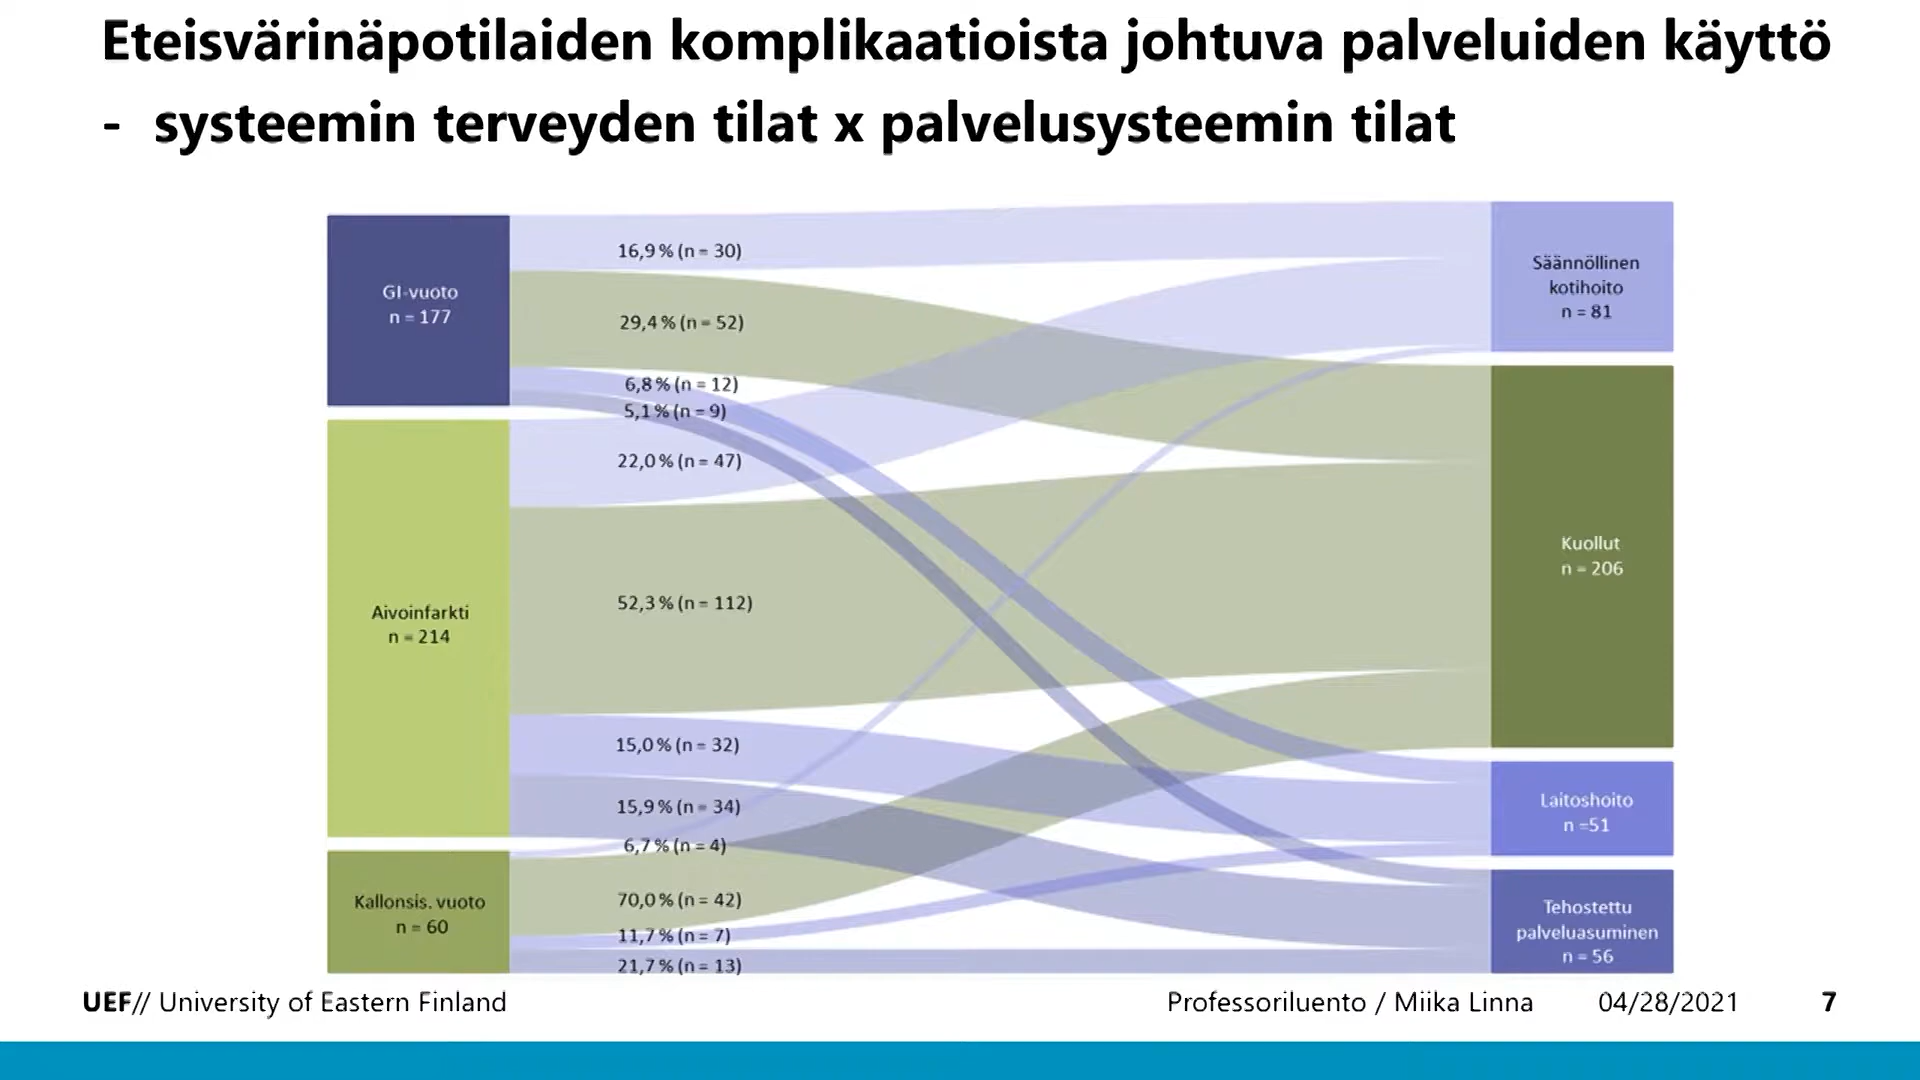 Eteisvärinäpotilaiden komplikaatioista johtuva palveluiden käyttö
- systeemin terveyden tilat x palvelusysteemin tilat
GI-vuoto
n = 177
Aivoinfarkti
n = 214
Kallonsis. vuoto
n = 60
16,9 % (n = 30)
29,4 % (n = 52)
6,8 % (n = 12)
5,1 % (n = 9)
22,0 % (n = 47)
52,3 % (n = 112)
15,0 % (n = 32)
15,9 % (n = 34)
6,7 % (n = 4)
70,0 % (n = 42)
11,7 % (n = 7)
21,7 % (n = 13)
Säännöllinen
kotihoito
n = 81
Kuollut
n = 206
Laitoshoito
n =51
Tehostettu
palveluasuminen
n = 56
UEF// University of Eastern Finland
Professoriluento / Miika Linna
04/28/2021
7